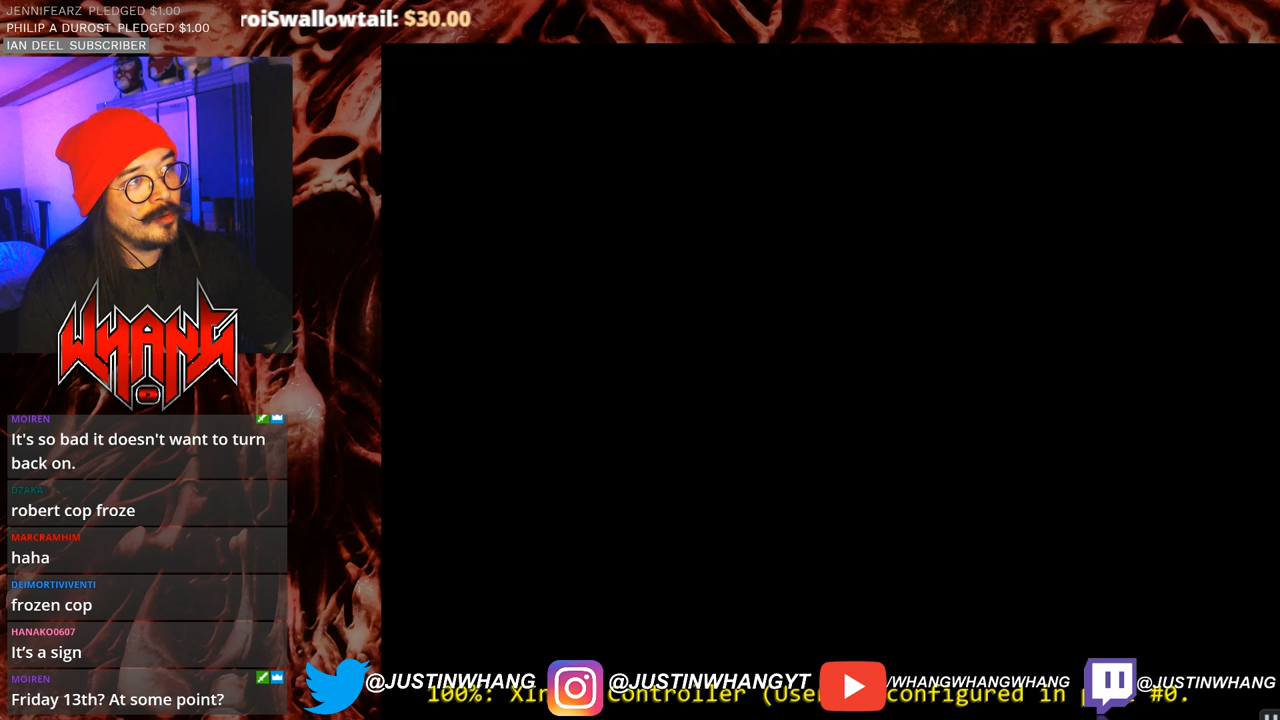 JENNIFEARZ PLEDGED $1.00
PHILIP A DUROST PLEDGED $1.00
IAN DEEL SUBSCRIBER
roiSwallowtail: $30.00
WHANG
MOIREN
It's so bad it doesn't want to turn
back on.
DZAKA
robert cop froze
MARCRAMHIM
haha
DEIMORTIVIVENTI
frozen cop
HANAKO0607
It's a sign
MOIREN
Friday 13th? At some point?
@JUSTINWHANG
@JUSTINWHANGYT
/WHANGWHANGWHANG
@JUSTINWHANG
100%: Controller configured in #0.